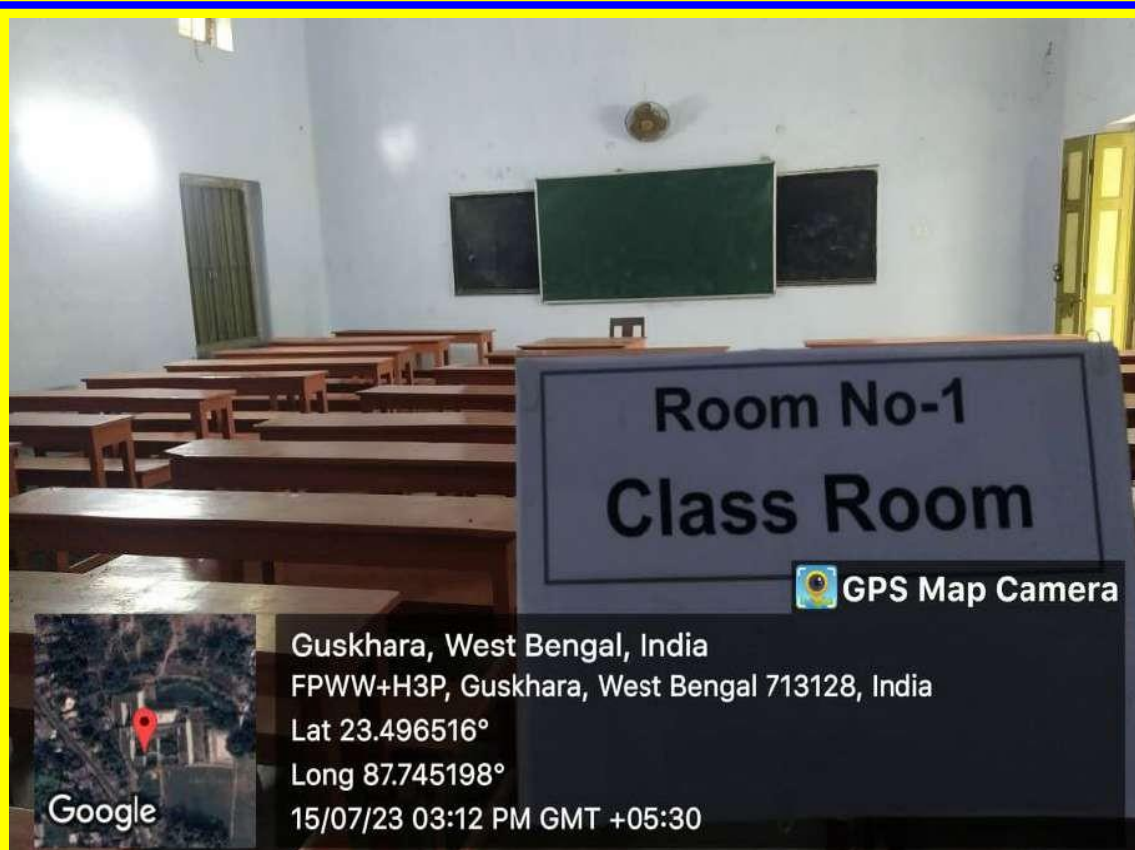 Room No-1
Class Room
GPS Map Camera
Guskhara, West Bengal, India
FPWW+H3P, Guskhara, West Bengal 713128, India
Lat 23.496516°
Long 87.745198°
15/07/23 03:12 PM GMT +05:30
Google